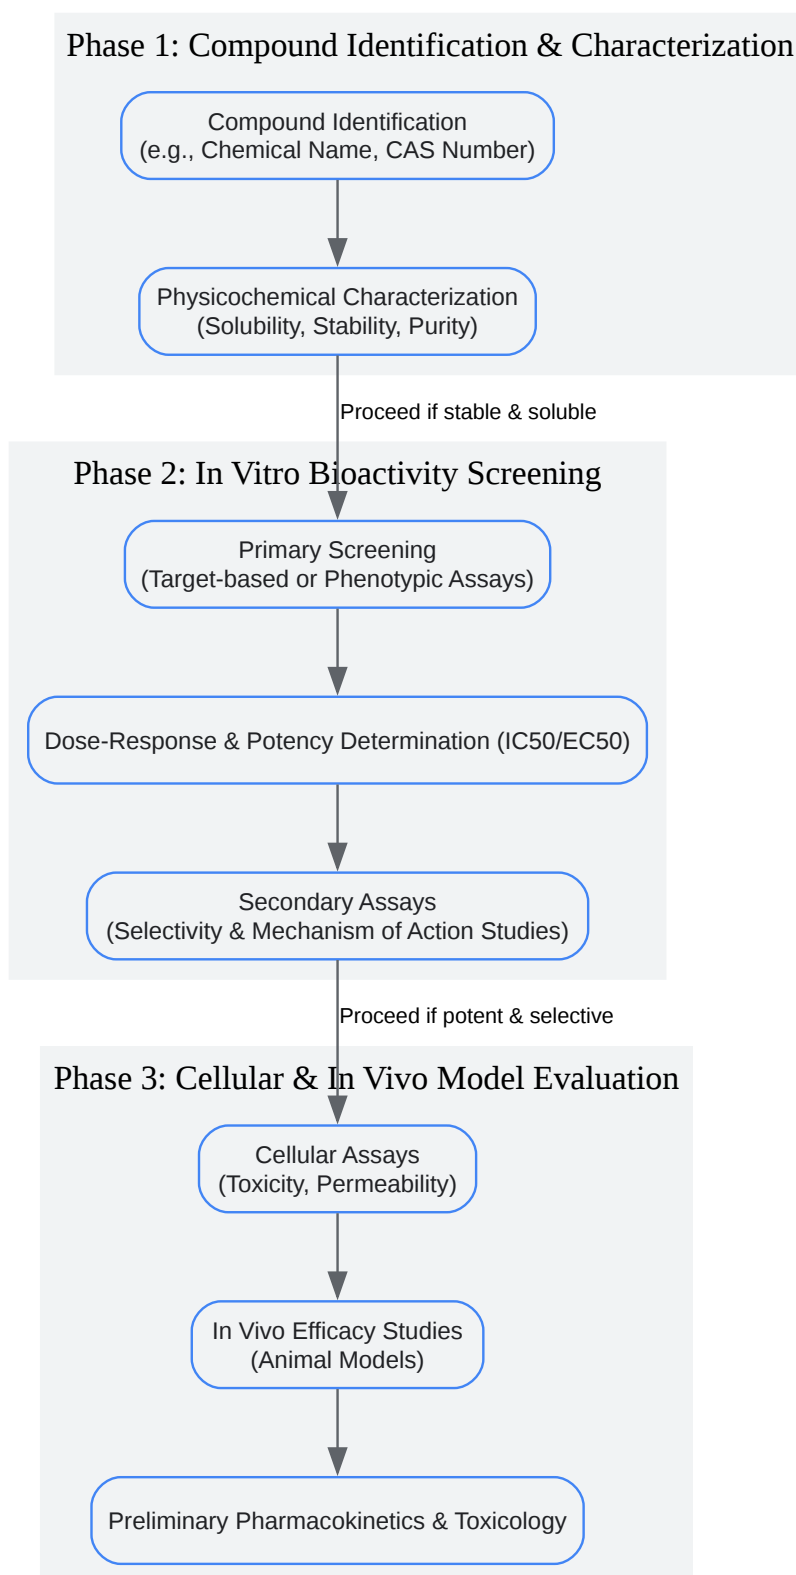 Phase 1: Compound Identification & Characterization
Compound Identification
(e.g., Chemical Name, CAS Number)
Physicochemical Characterization
(Solubility, Stability, Purity)
Proceed if stable & soluble
Phase 2: In Vitro Bioactivity Screening
Primary Screening
(Target-based or Phenotypic Assays)
Dose-Response & Potency Determination (IC50/EC50)
Secondary Assays
(Selectivity & Mechanism of Action Studies)
Proceed if potent & selective
Phase 3: Cellular & In Vivo Model Evaluation
Cellular Assays
(Toxicity, Permeability)
In Vivo Efficacy Studies
(Animal Models)
Preliminary Pharmacokinetics & Toxicology